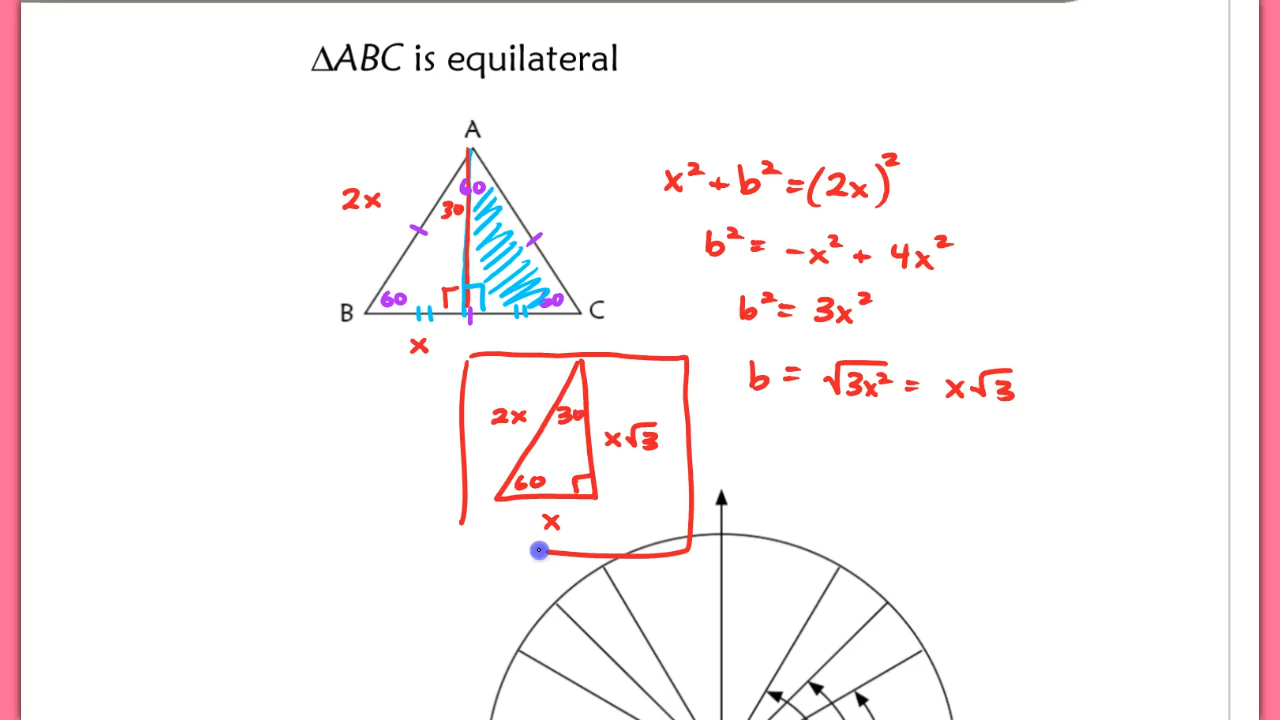 ΔABC is equilateral
A
2x
60
30
60
60
B
C
x
x² + b² = (2x)²
b² = -x² + 4x²
b² = 3x²
b = √3x² = x√3
2x
30
x√3
60
x